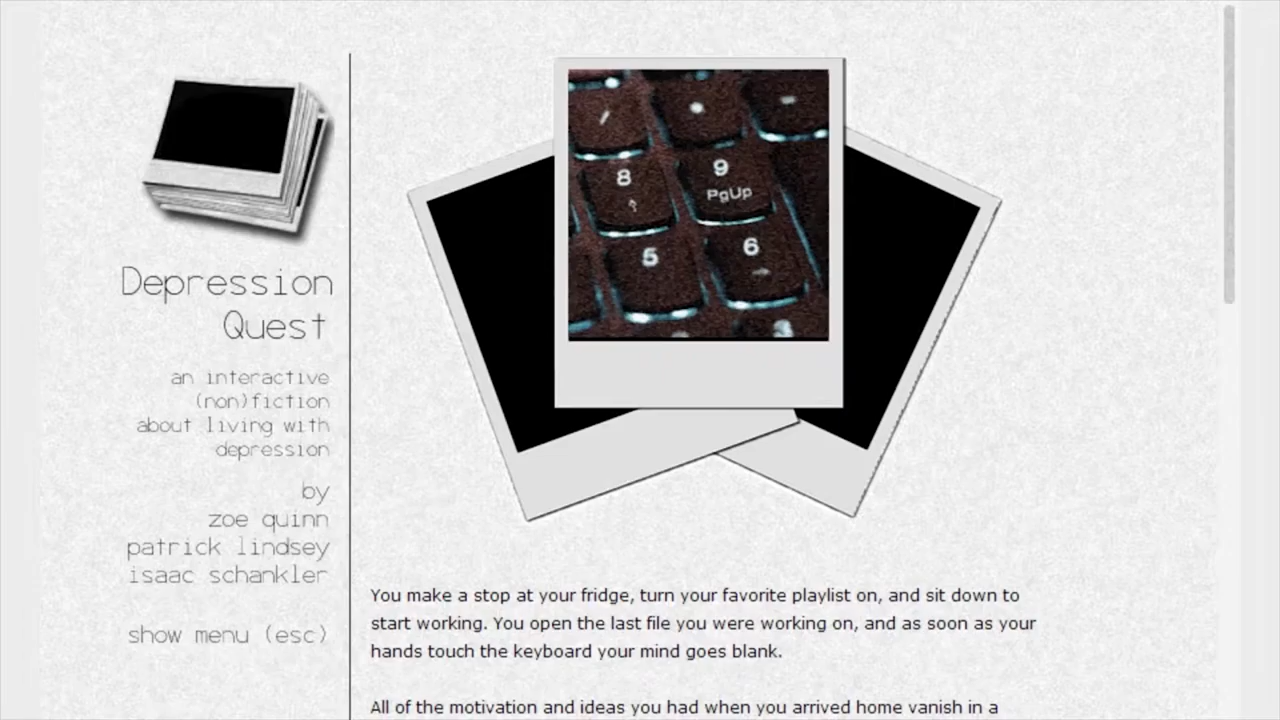 Depression
Quest
an interactive
(non)fiction
about living with
depression
by
zoe quinn
patrick lindsey
isaac schankler
show menu (esc)
/
8
9
PgUp
5
6
You make a stop at your fridge, turn your favorite playlist on, and sit down to
start working. You open the last file you were working on, and as soon as your
hands touch the keyboard your mind goes blank.
All of the motivation and ideas you had when you arrived home vanish in a